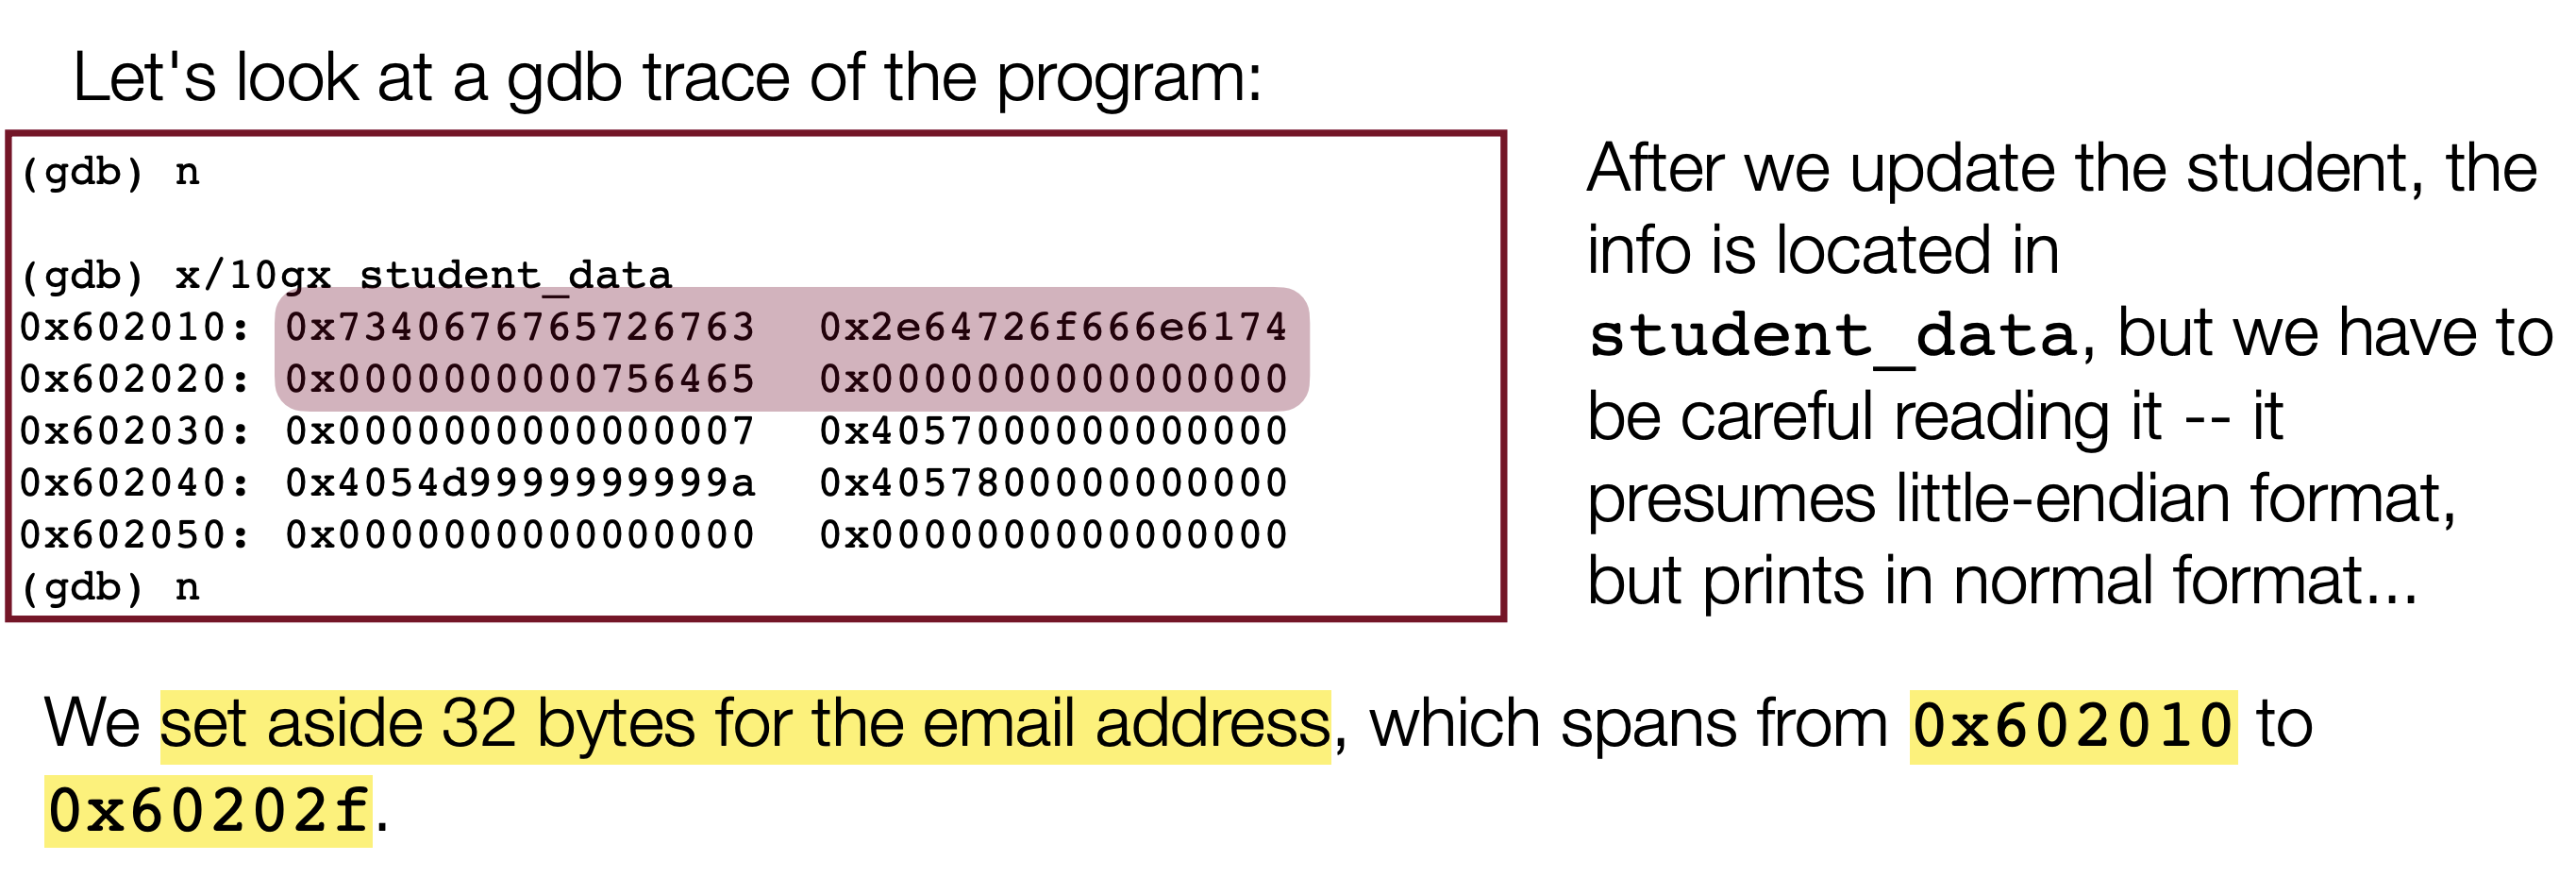 Let's look at a gdb trace of the program:
(gdb) n
(gdb) x/10gx student_data
0x602010: 0x7340676765726763 0x2e64726f666e6174
0x602020: 0x0000000000756465 0x0000000000000000
0x602030: 0x0000000000000007 0x4057000000000000
0x602040: 0x4054d9999999999a 0x4057800000000000
0x602050: 0x0000000000000000 0x0000000000000000
(gdb) n
After we update the student, the
info is located in
student_data, but we have to
be careful reading it -- it
presumes little-endian format,
but prints in normal format...
We set aside 32 bytes for the email address, which spans from 0x602010 to
0x60202f.